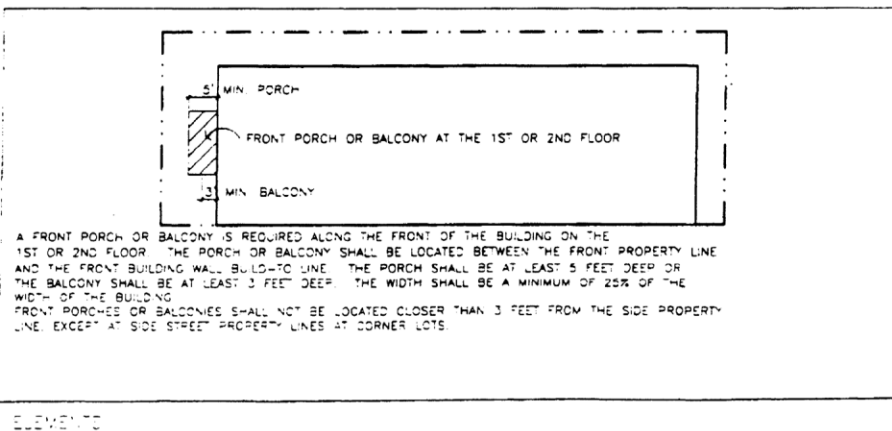 5' MIN. PORCH
FRONT PORCH OR BALCONY AT THE 1ST OR 2ND FLOOR
3' MIN. BALCONY
A FRONT PORCH OR BALCONY IS REQUIRED ALONG THE FRONT OF THE BUILDING ON THE
1ST OR 2ND FLOOR. THE PORCH OR BALCONY SHALL BE LOCATED BETWEEN THE FRONT PROPERTY LINE
AND THE FRONT BUILDING WALL BUILD-TO LINE. THE PORCH SHALL BE AT LEAST 5 FEET DEEP OR
THE BALCONY SHALL BE AT LEAST 3 FEET DEEP. THE WIDTH SHALL BE A MINIMUM OF 25% OF THE
WIDTH OF THE BUILDING
FRONT PORCHES OR BALCONIES SHALL NOT BE LOCATED CLOSER THAN 3 FEET FROM THE SIDE PROPERTY
LINE, EXCEPT AT SIDE STREET PROPERTY LINES AT CORNER LOTS.
ELEMENTS